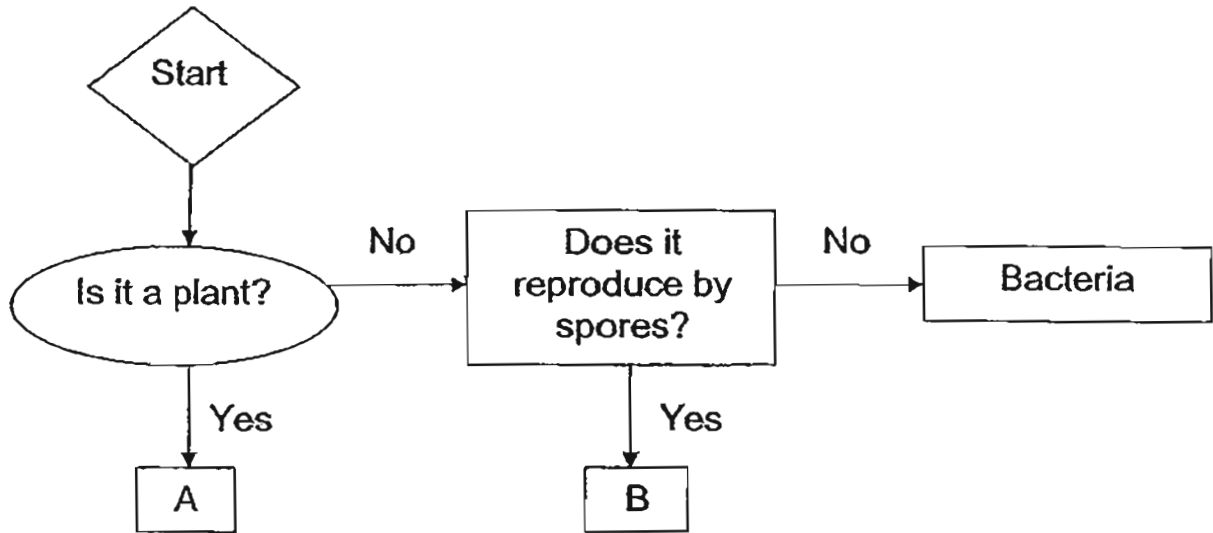 Start
Is it a plant?
No
Does it
reproduce by
spores?
No
Bacteria
Yes
Yes
A
B